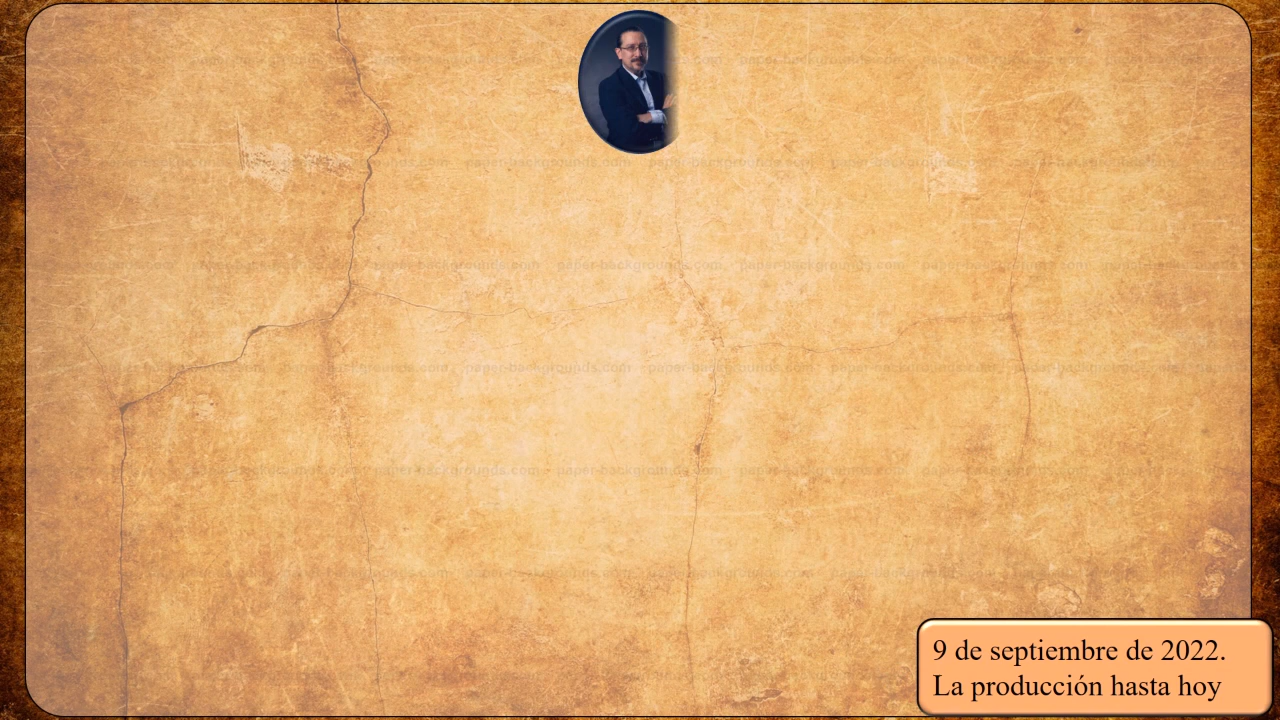 9 de septiembre de 2022.
La producción hasta hoy